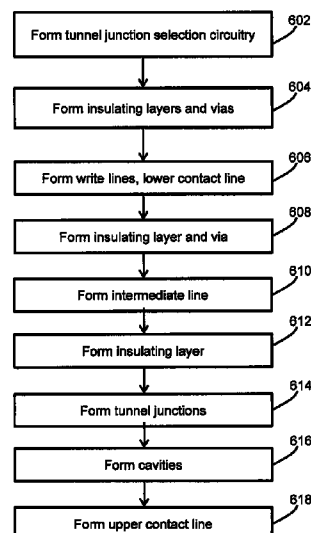 Form tunnel junction selection circuitry
602
Form insulating layers and vias
604
Form write lines, lower contact line
606
Form insulating layer and via
608
Form intermediate line
610
Form insulating layer
612
Form tunnel junctions
614
Form cavities
616
Form upper contact line
618